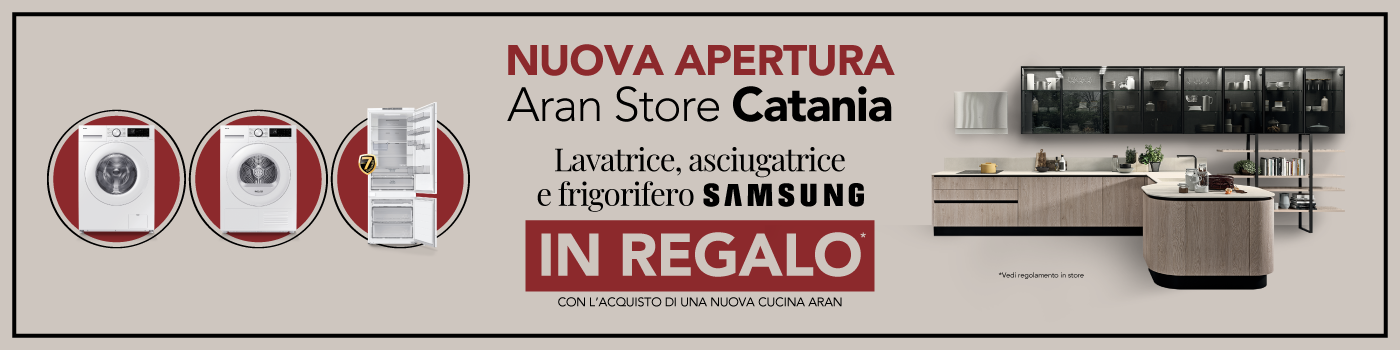 NUOVA APERTURA
Aran Store Catania
Lavatrice, asciugatrice
e frigorifero SAMSUNG
IN REGALO*
CON L'ACQUISTO DI UNA NUOVA CUCINA ARAN
7
*Vedi regolamento in store